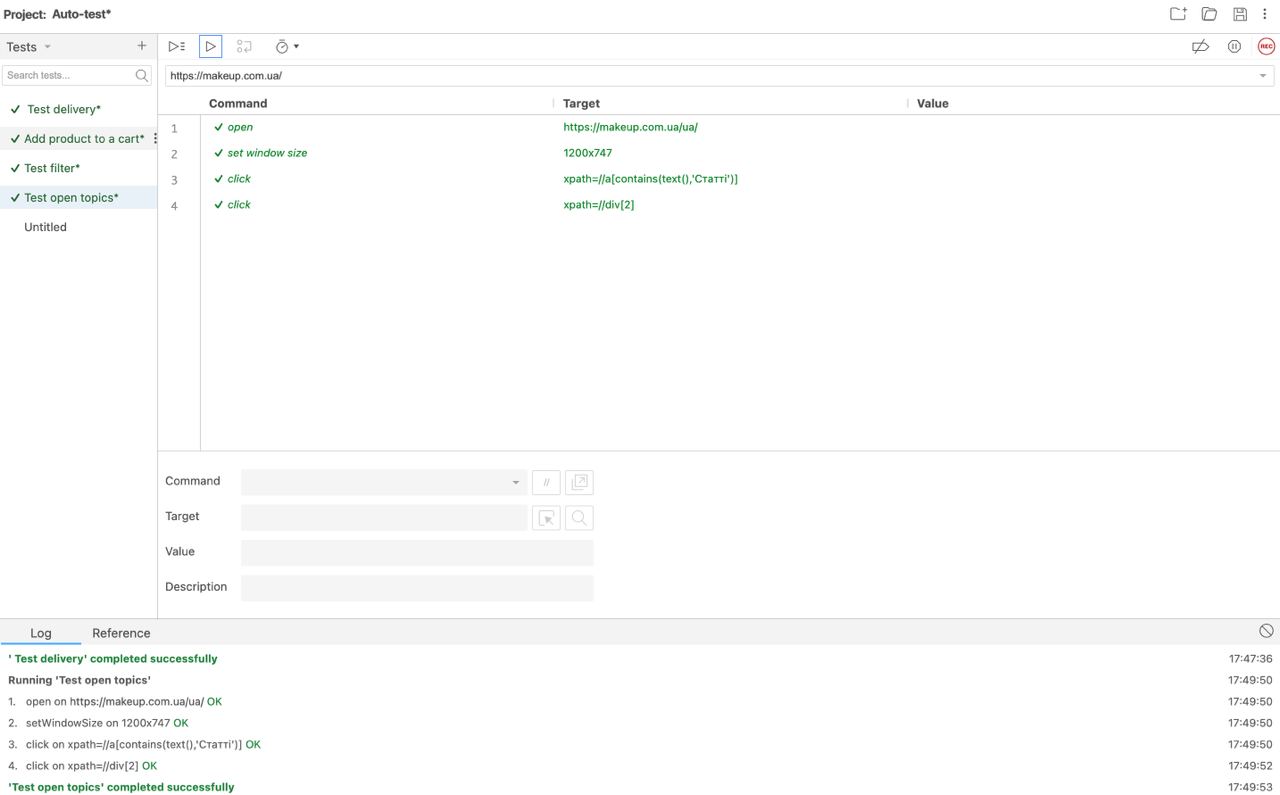 Project: Auto-test*
Tests
REC
Search tests...
https://makeup.com.ua/
Test delivery*
Add product to a cart*
Test filter*
Test open topics*
Untitled
Command Target Value
1 open https://makeup.com.ua/ua/
2 set window size 1200x747
3 click xpath=//a[contains(text(),'Статті')]
4 click xpath=//div[2]
Command //
Target
Value
Description
Log Reference
' Test delivery' completed successfully 17:47:36
Running 'Test open topics' 17:49:50
1. open on https://makeup.com.ua/ua/ OK 17:49:50
2. setWindowSize on 1200x747 OK 17:49:50
3. click on xpath=//a[contains(text(),'Статті')] OK 17:49:50
4. click on xpath=//div[2] OK 17:49:52
'Test open topics' completed successfully 17:49:53